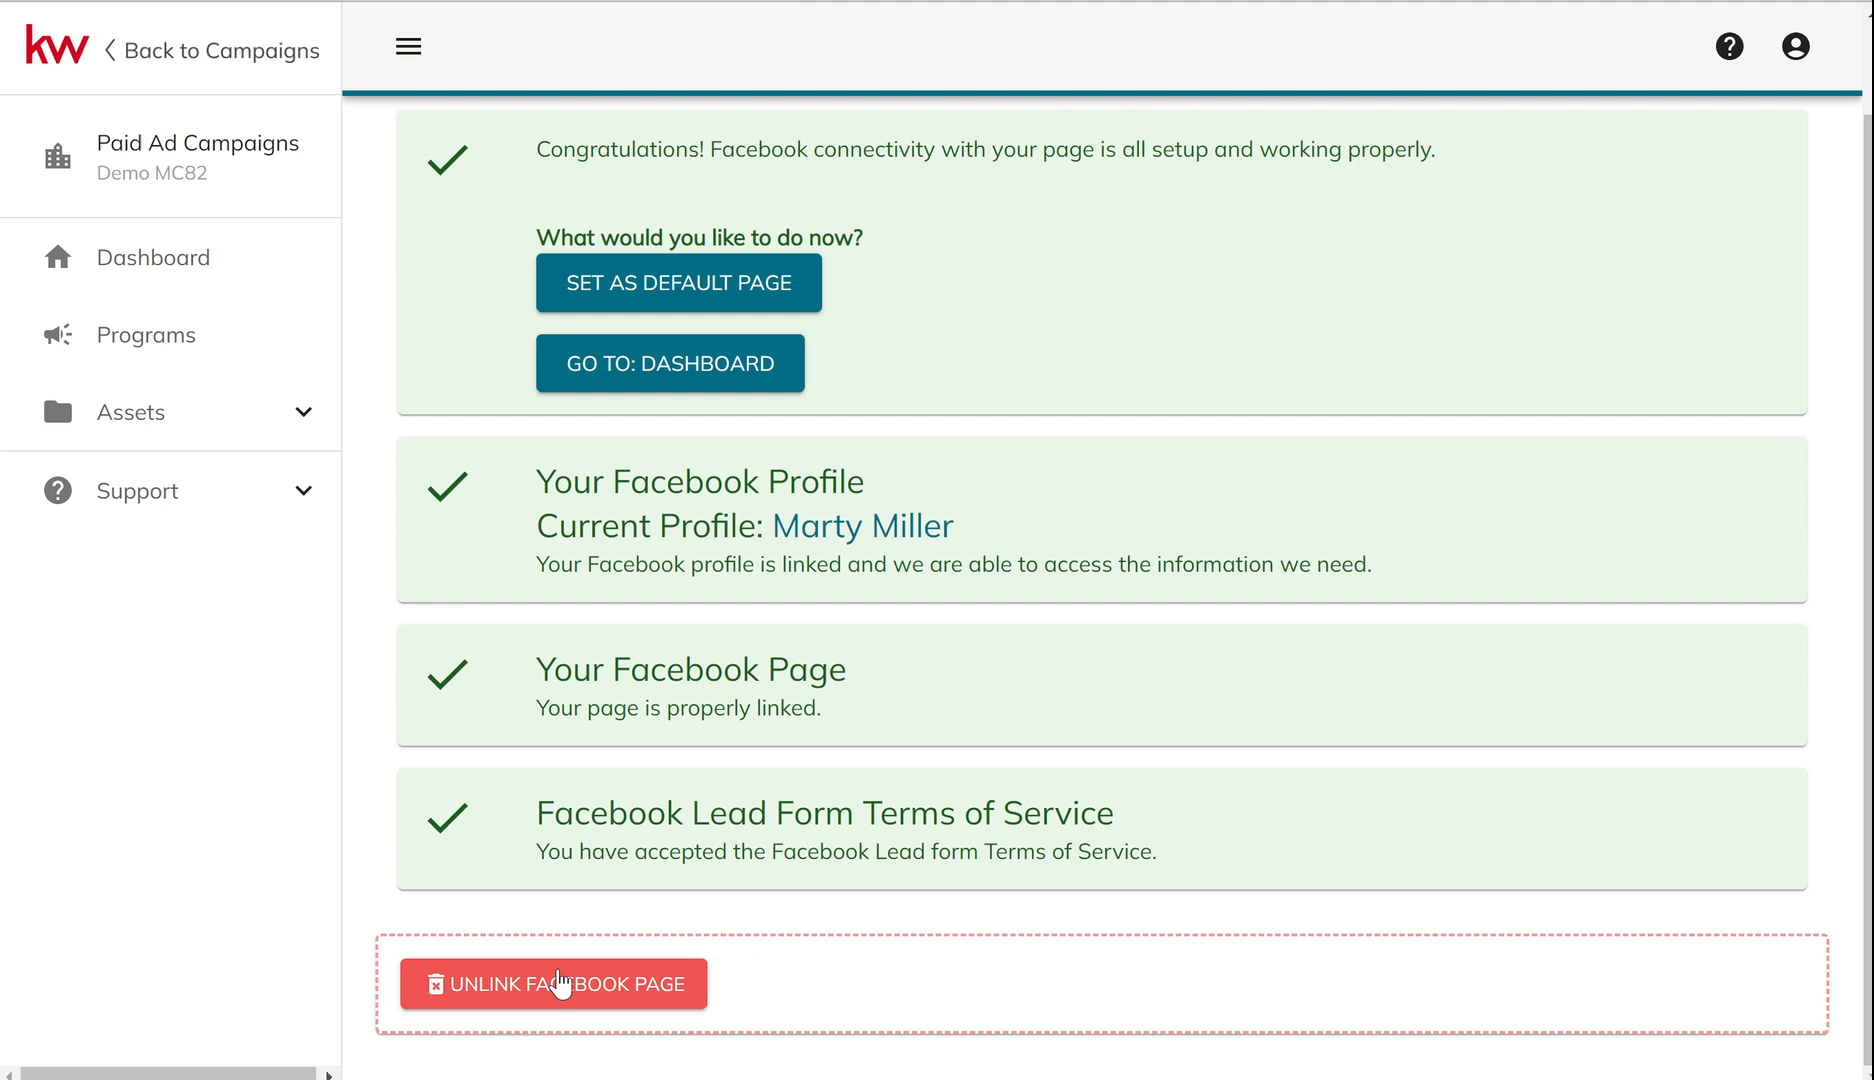 kw
Back to Campaigns
Paid Ad Campaigns
Demo MC82
Dashboard
Programs
Assets
Support
Congratulations! Facebook connectivity with your page is all setup and working properly.
What would you like to do now?
SET AS DEFAULT PAGE
GO TO: DASHBOARD
Your Facebook Profile
Current Profile: Marty Miller
Your Facebook profile is linked and we are able to access the information we need.
Your Facebook Page
Your page is properly linked.
Facebook Lead Form Terms of Service
You have accepted the Facebook Lead form Terms of Service.
UNLINK FACEBOOK PAGE